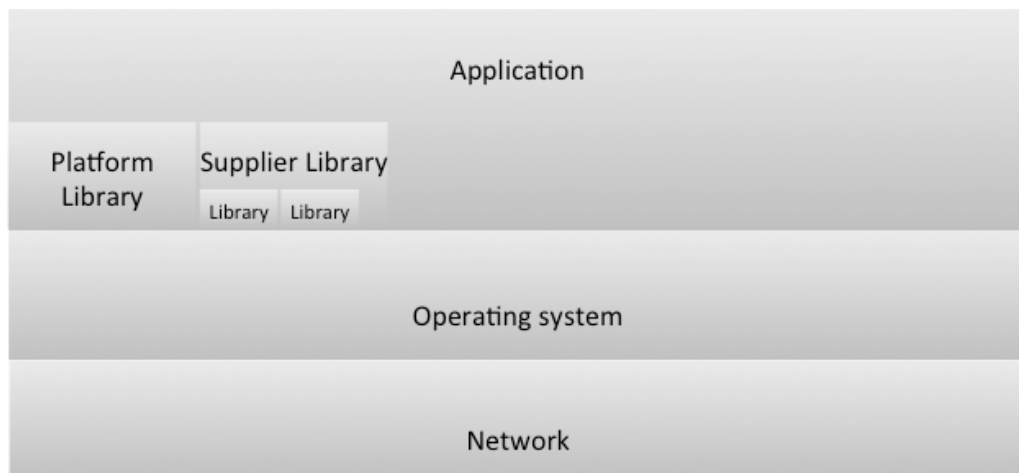 Application
Platform
Library
Supplier Library
Library
Library
Operating system
Network